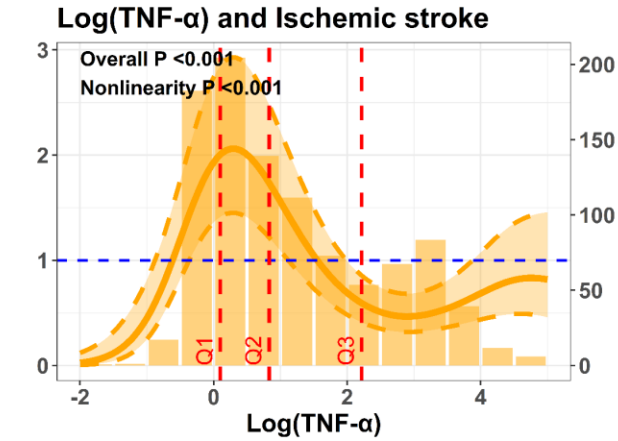 Log(TNF-α) and Ischemic stroke
Overall P <0.001
Nonlinearity P <0.001
3
2
1
0
200
150
100
50
0
Q1
Q2
Q3
-2
0
2
4
Log(TNF-α)